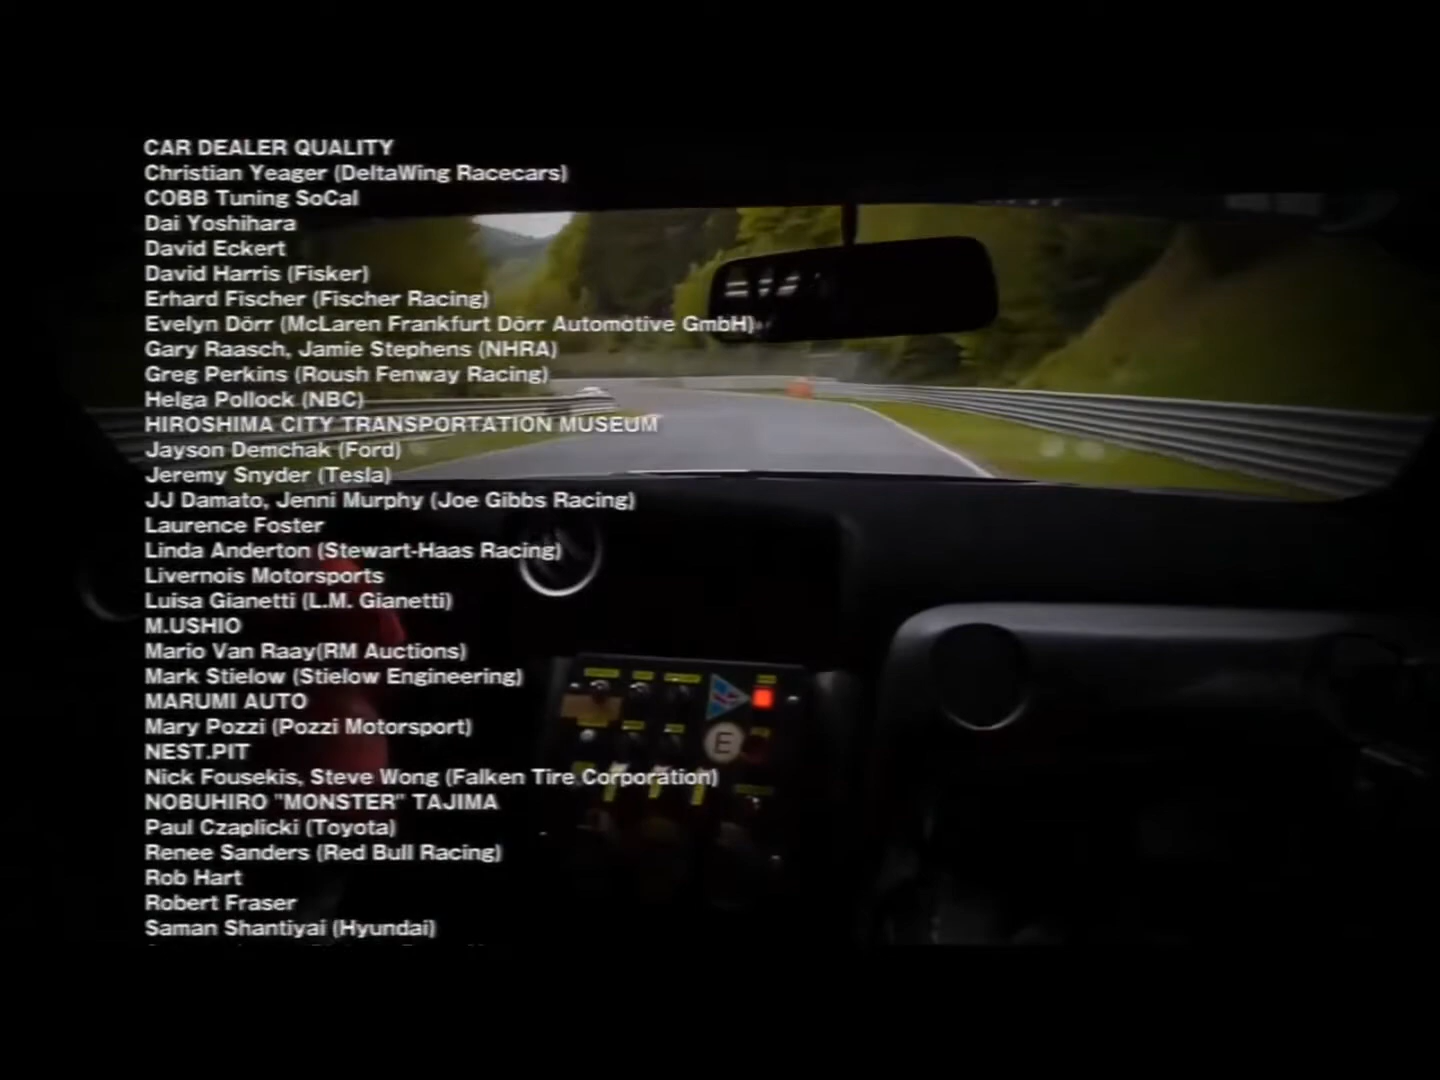 CAR DEALER QUALITY
Christian Yeager (DeltaWing Racecars)
COBB Tuning SoCal
Dai Yoshihara
David Eckert
David Harris (Fisker)
Erhard Fischer (Fischer Racing)
Evelyn Dörr (McLaren Frankfurt Dörr Automotive GmbH)
Gary Raasch, Jamie Stephens (NHRA)
Greg Perkins (Roush Fenway Racing)
Helga Pollock (NBC)
HIROSHIMA CITY TRANSPORTATION MUSEUM
Jayson Demchak (Ford)
Jeremy Snyder (Tesla)
JJ Damato, Jenni Murphy (Joe Gibbs Racing)
Laurence Foster
Linda Anderton (Stewart-Haas Racing)
Livernois Motorsports
Luisa Gianetti (L.M. Gianetti)
M.USHIO
Mario Van Raay(RM Auctions)
Mark Stielow (Stielow Engineering)
MARUMI AUTO
Mary Pozzi (Pozzi Motorsport)
NEST.PIT
Nick Fousekis, Steve Wong (Falken Tire Corporation)
NOBUHIRO "MONSTER" TAJIMA
Paul Czaplicki (Toyota)
Renee Sanders (Red Bull Racing)
Rob Hart
Robert Fraser
Saman Shantiyai (Hyundai)
E